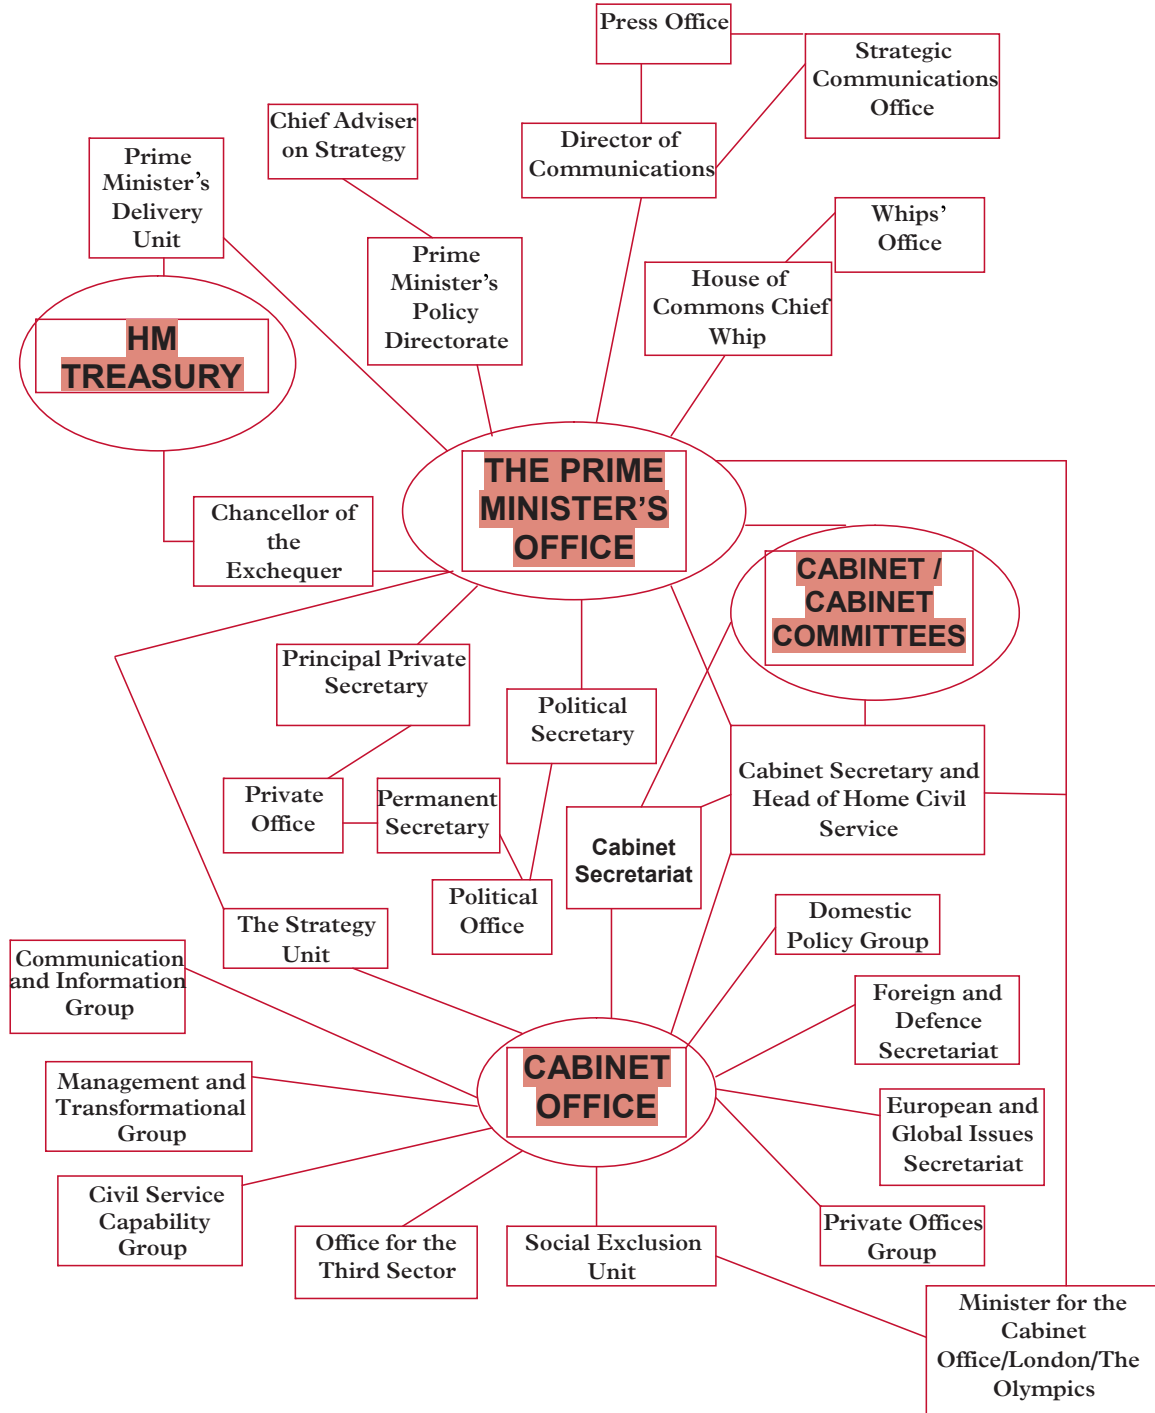 Press Office
Strategic
Communications
Office
Chief Adviser
on Strategy
Director of
Communications
Prime
Minister’s
Delivery
Unit
Whips’
Office
Prime
Minister’s
Policy
Directorate
House of
Commons Chief
Whip
HM
TREASURY
THE PRIME
MINISTER’S
OFFICE
Chancellor of
the
Exchequer
CABINET /
CABINET
COMMITTEES
Principal Private
Secretary
Political
Secretary
Cabinet Secretary and
Head of Home Civil
Service
Private
Office
Permanent
Secretary
Cabinet
Secretariat
Political
Office
Domestic
Policy Group
The Strategy
Unit
Communication
and Information
Group
Foreign and
Defence
Secretariat
CABINET
OFFICE
Management and
Transformational
Group
European and
Global Issues
Secretariat
Civil Service
Capability
Group
Private Offices
Group
Office for the
Third Sector
Social Exclusion
Unit
Minister for the
Cabinet
Office/London/The
Olympics